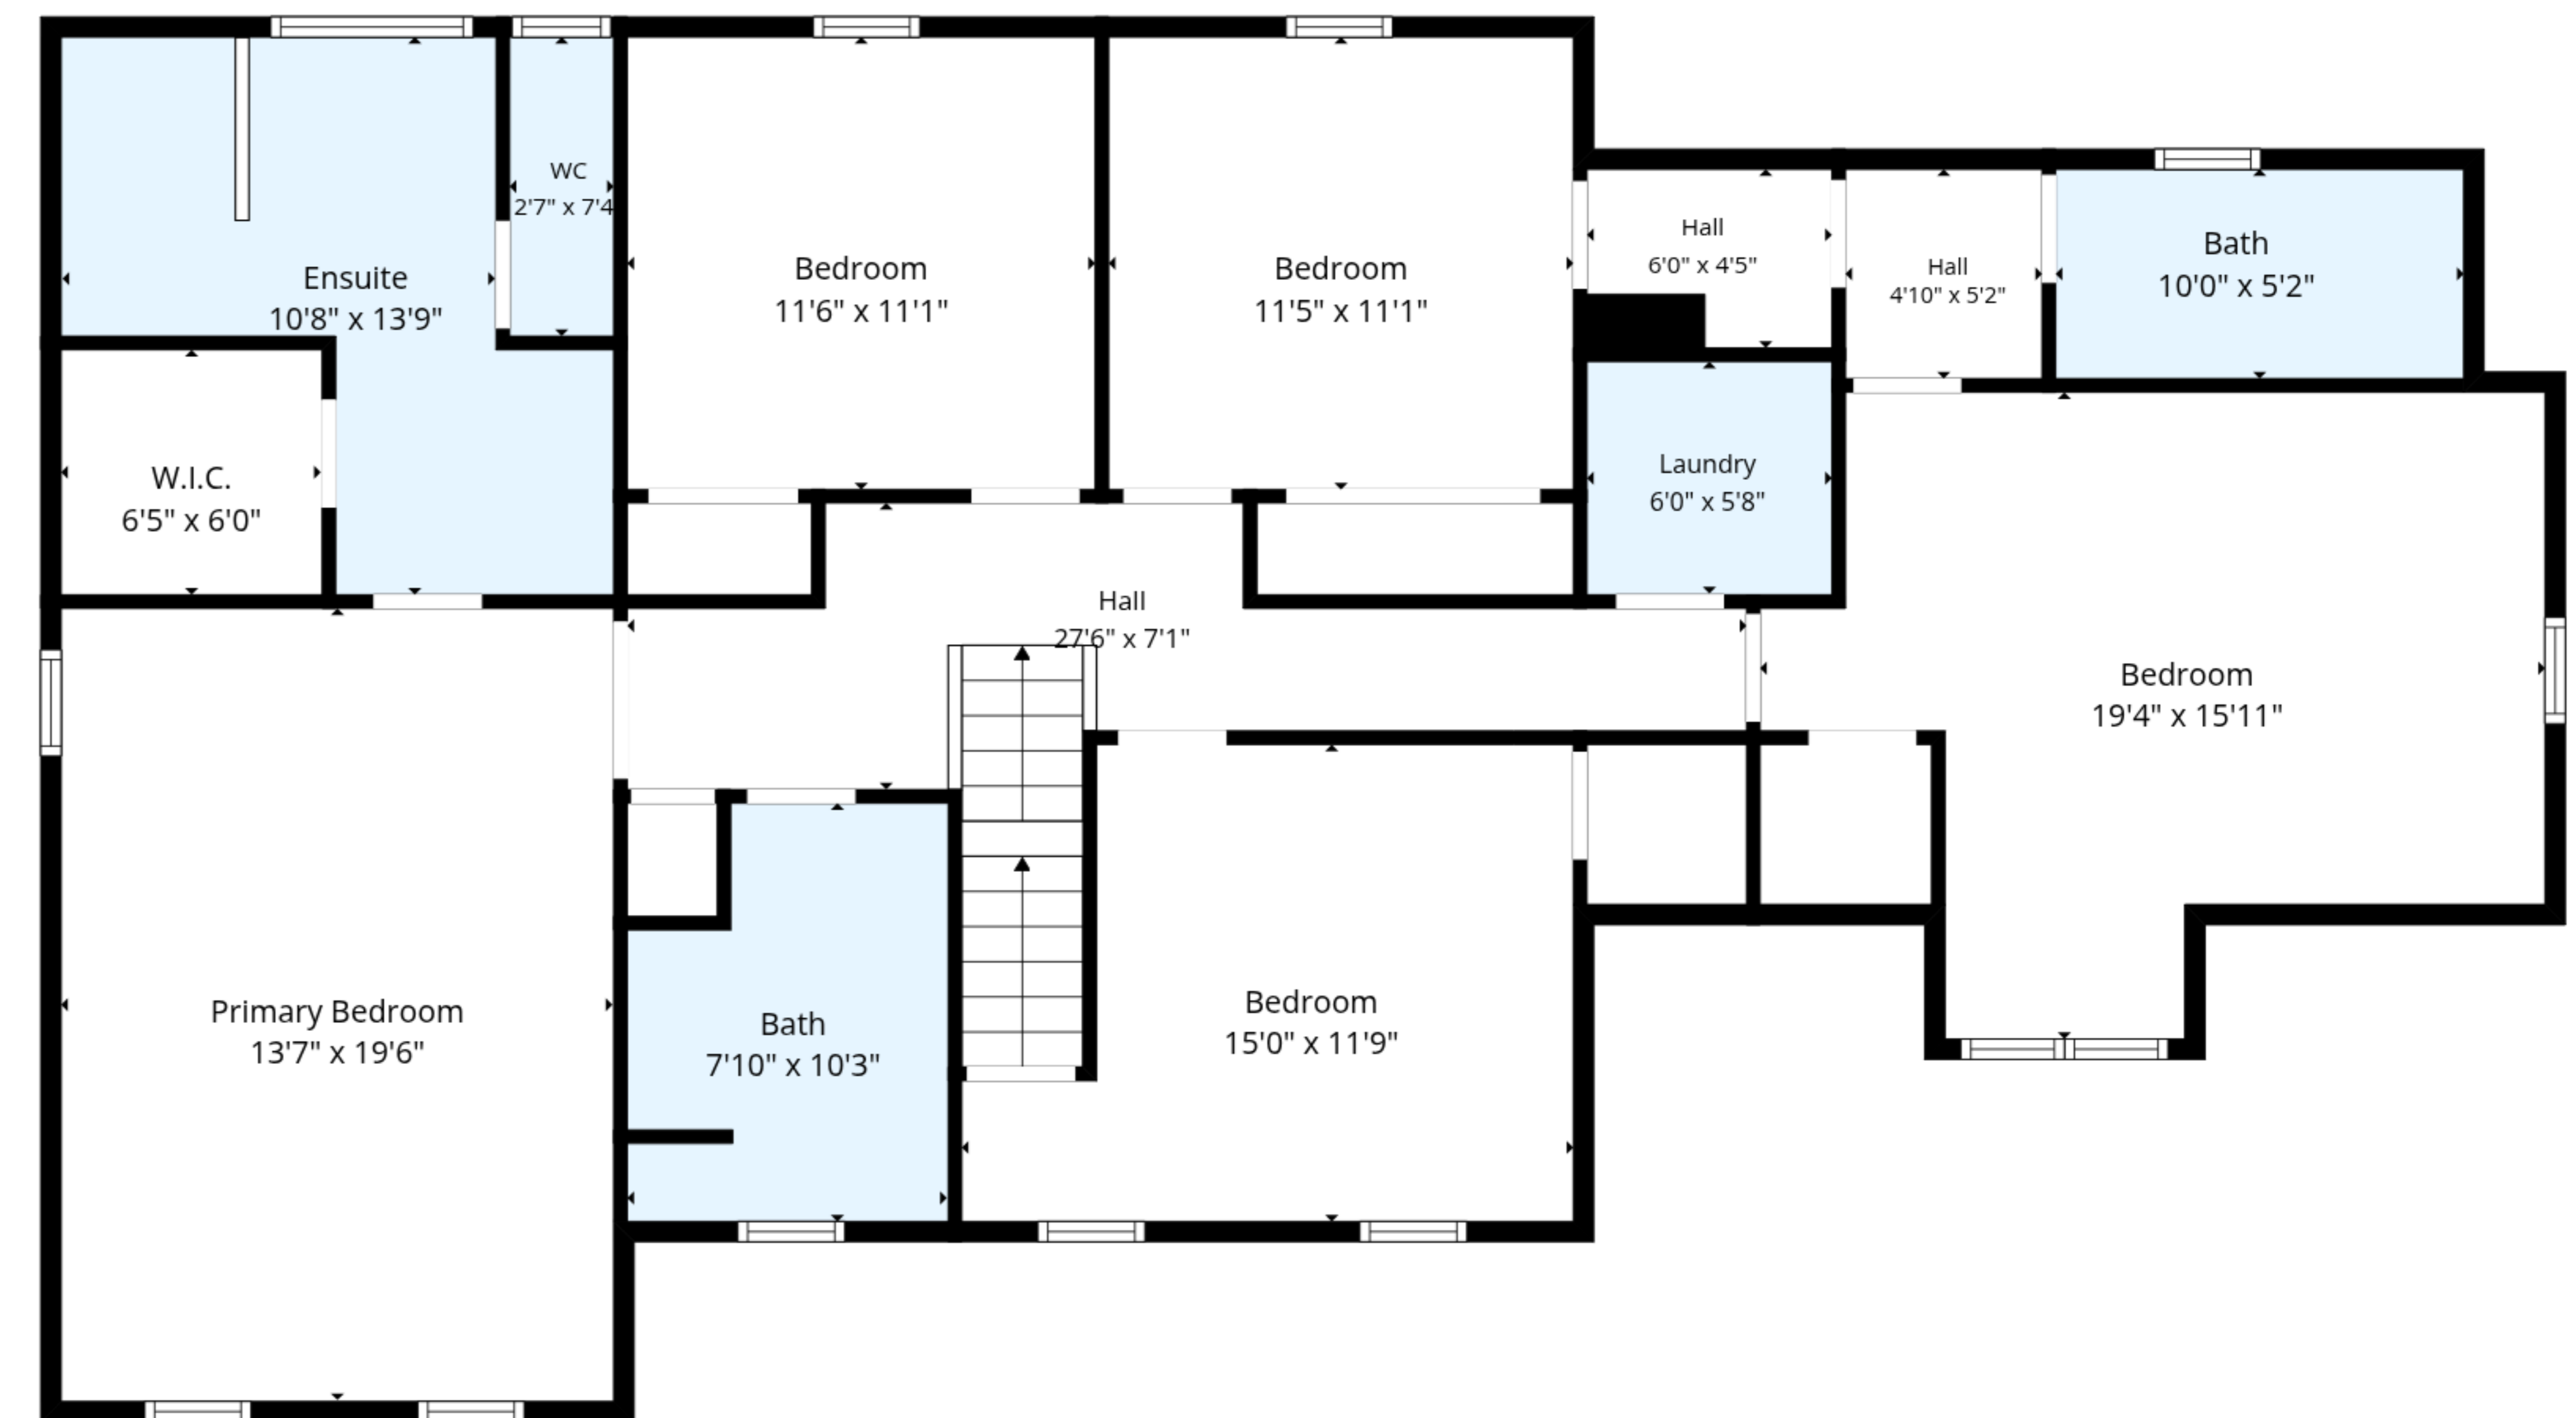 WC
2'7" x 7'4
Ensuite
10'8" x 13'9"
Bedroom
11'6" x 11'1"
Bedroom
11'5" x 11'1"
Hall
6'0" x 4'5"
Hall
4'10" x 5'2"
Bath
10'0" x 5'2"
W.I.C.
6'5" x 6'0"
Laundry
6'0" x 5'8"
Hall
27'6" x 7'1"
Bedroom
19'4" x 15'11"
Primary Bedroom
13'7" x 19'6"
Bath
7'10" x 10'3"
Bedroom
15'0" x 11'9"